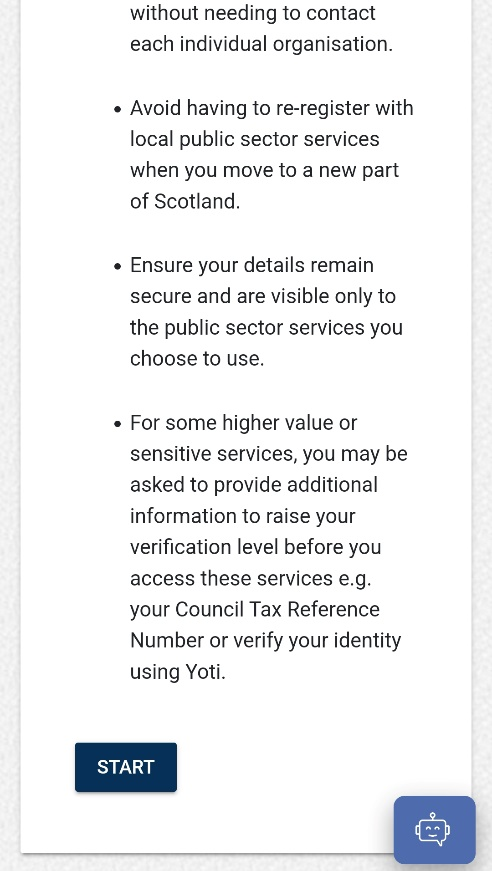 without needing to contact
each individual organisation.
• Avoid having to re-register with
local public sector services
when you move to a new part
of Scotland.
• Ensure your details remain
secure and are visible only to
the public sector services you
choose to use.
• For some higher value or
sensitive services, you may be
asked to provide additional
information to raise your
verification level before you
access these services e.g.
your Council Tax Reference
Number or verify your identity
using Yoti.
START